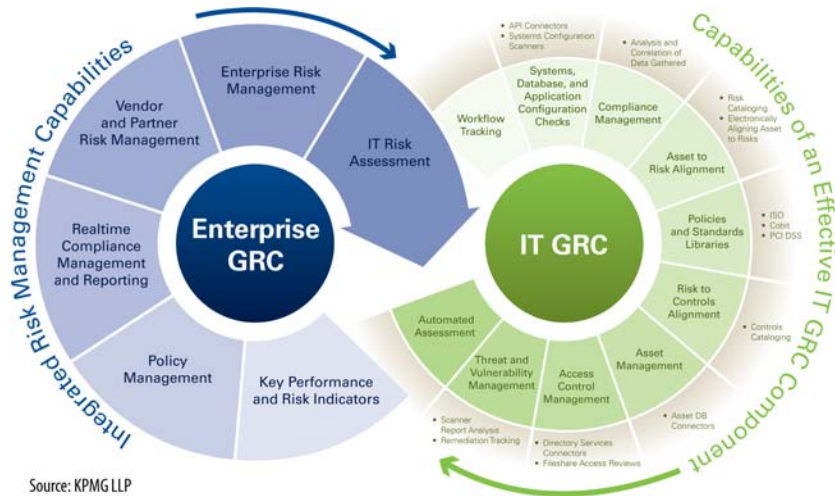 Integrated Risk Management Capabilities
Enterprise Risk
Management
Vendor
and Partner
Risk Management
IT Risk
Assessment
Realtime
Compliance
Management
and Reporting
Enterprise
GRC
Policy
Management
Key Performance
and Risk Indicators
Capabilities of an Effective IT GRC Component
• API Connectors
• Systems Configuration
Scanners
• Analysis and
Correlation of
Data Gathered
• Risk
Cataloging
• Electronically
Aligning Asset
to Risks
• ISO
• Cobit
• PCI DSS
• Controls
Cataloging
• Asset DB
Connectors
• Directory Services
Connectors
• Fileshare Access Reviews
• Scanner
Report Analysis
• Remediation Tracking
Workflow
Tracking
Systems,
Database, and
Application
Configuration
Checks
Compliance
Management
Asset to
Risk Alignment
Policies
and Standards
Libraries
Risk to
Controls
Alignment
Asset
Management
Access
Control
Management
Threat and
Vulnerability
Management
Automated
Assessment
IT GRC
Source: KPMG LLP